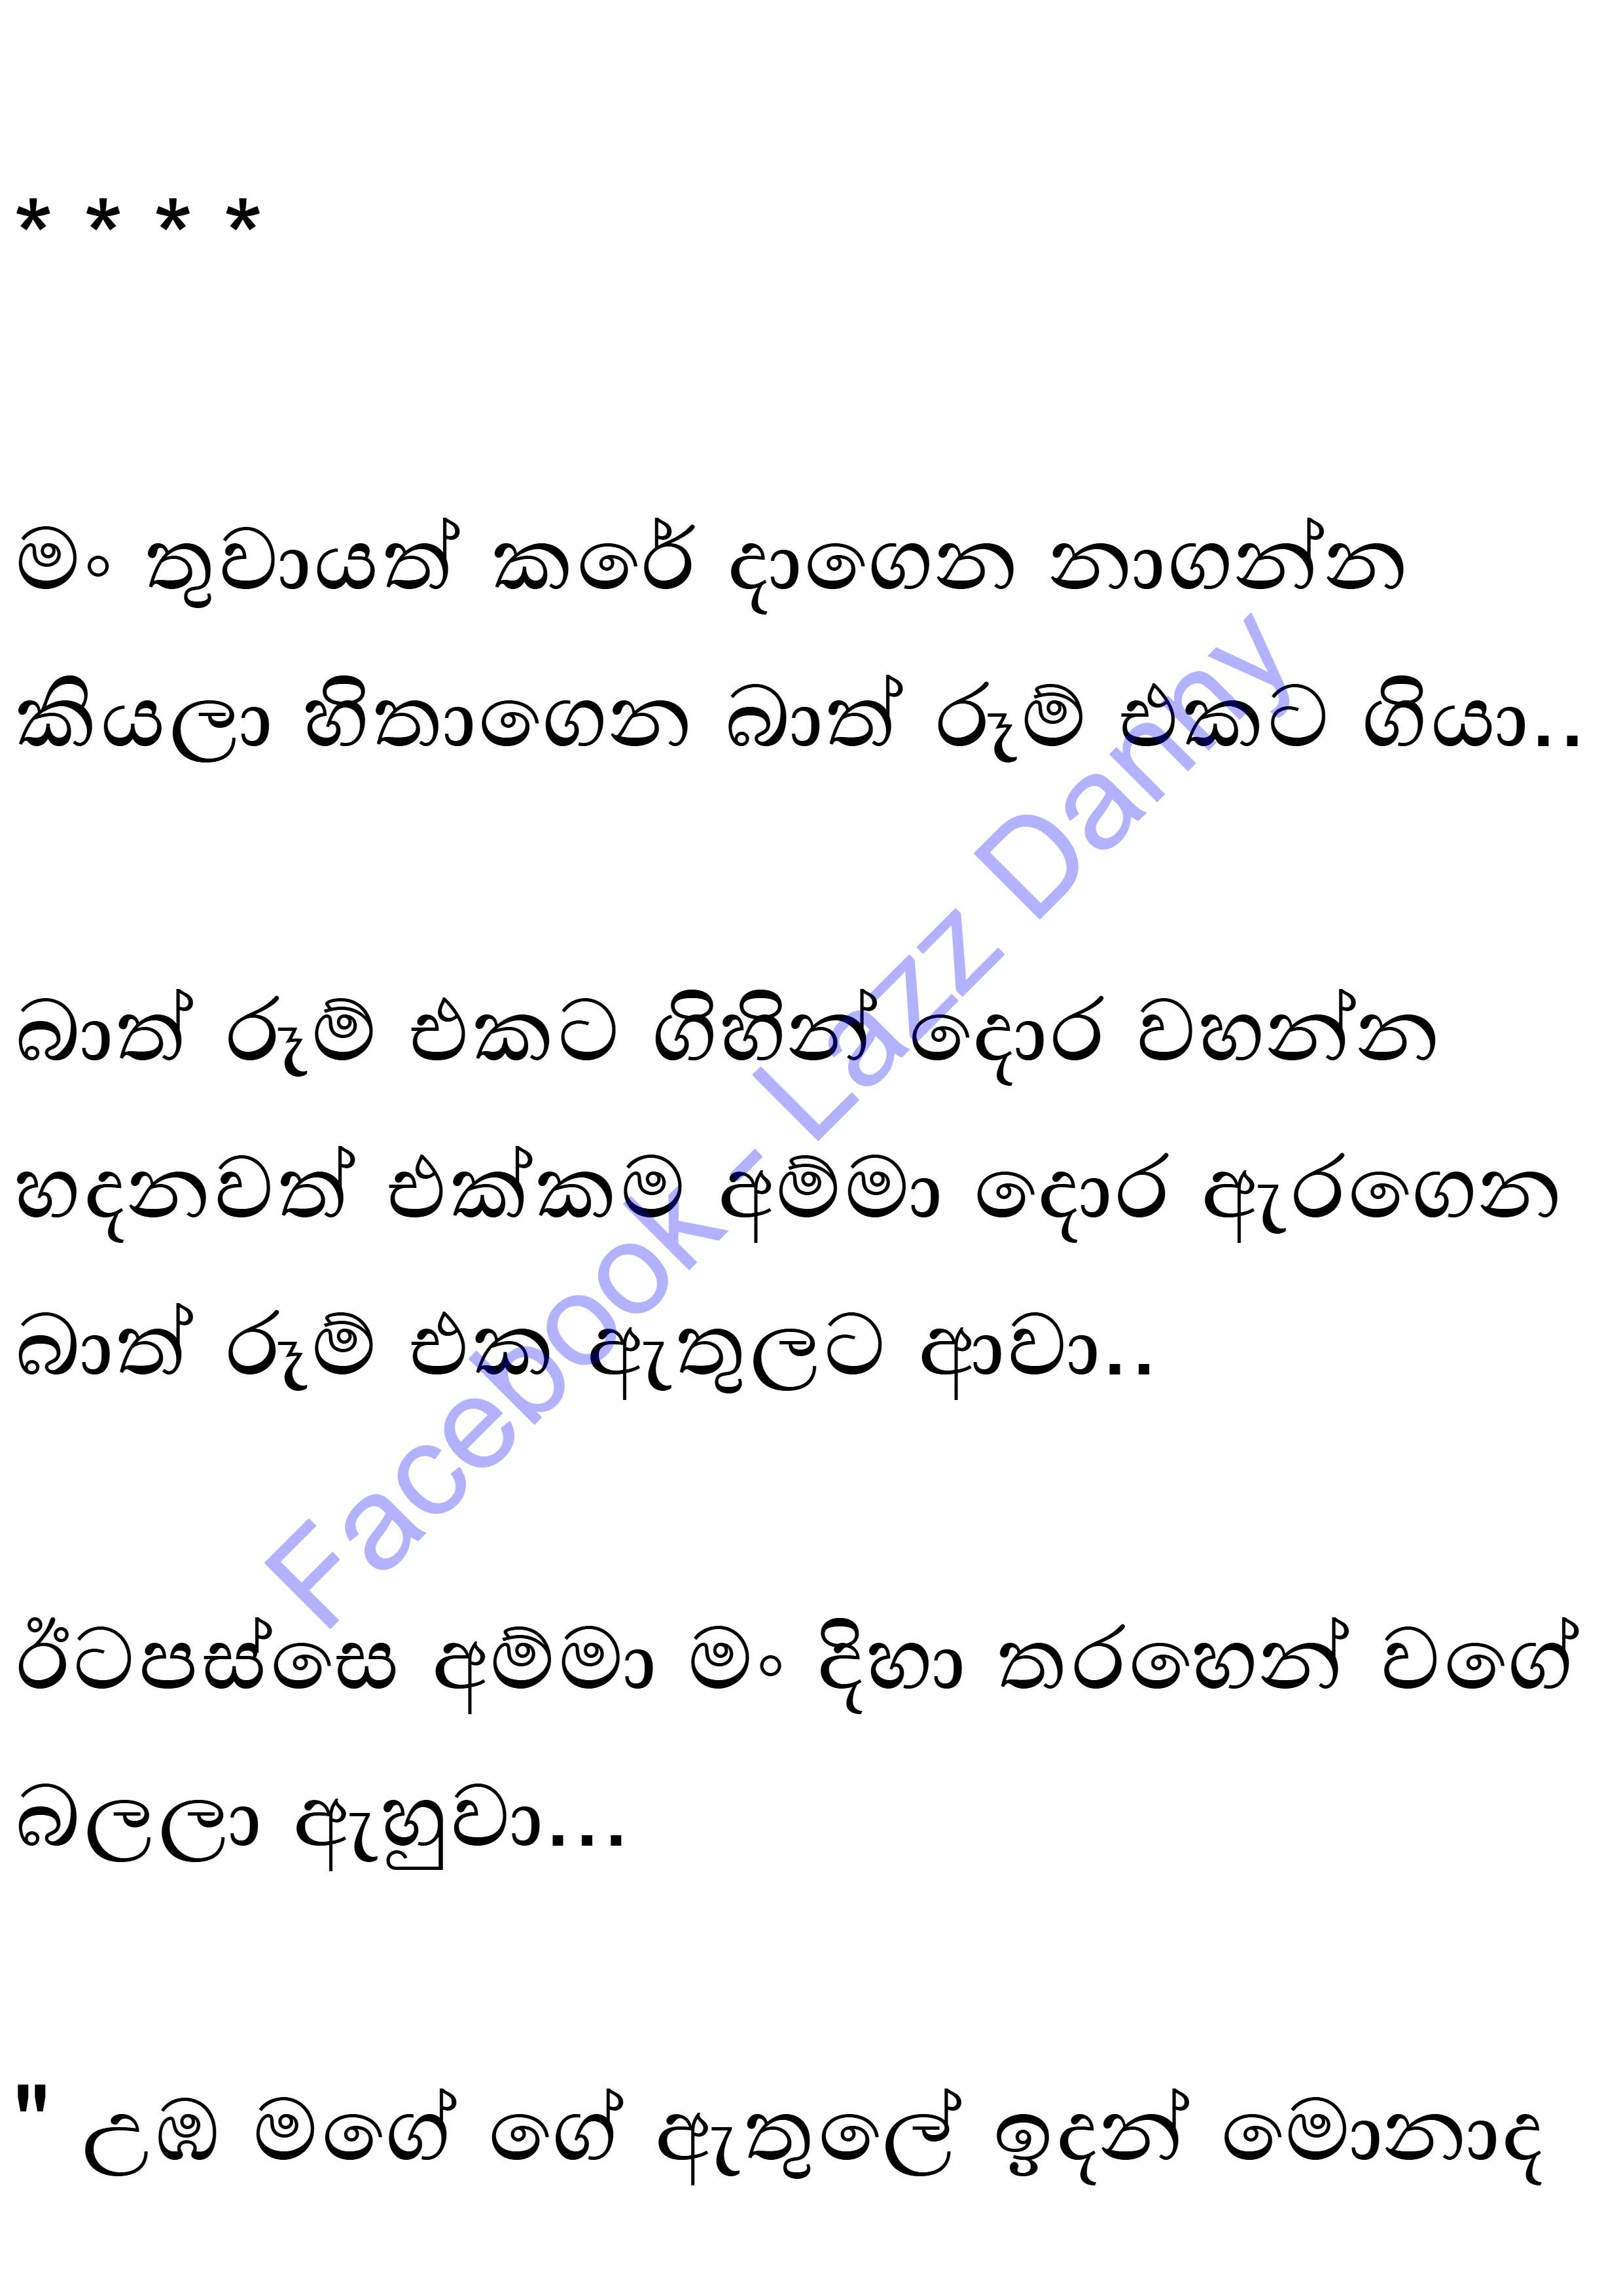 * * * *
මං තුවායත් කරේ දාගෙන නාගන්න
කියලා හිතාගෙන බාත් රූම් එකට ගියා..
බාත් රූම් එකට ගිහින් දොර වහන්න
හදනවත් එක්කම අම්මා දොර ඇරගෙන
බාත් රූම් එක ඇතුලට ආවා..
ඊටපස්සෙ අම්මා මං දිහා තරහෙන් වගේ
බලලා ඇහුවා...
" උඹ මගේ ගේ ඇතුලේ ඉදන් මොනාද
Facebook - Lazz Danny